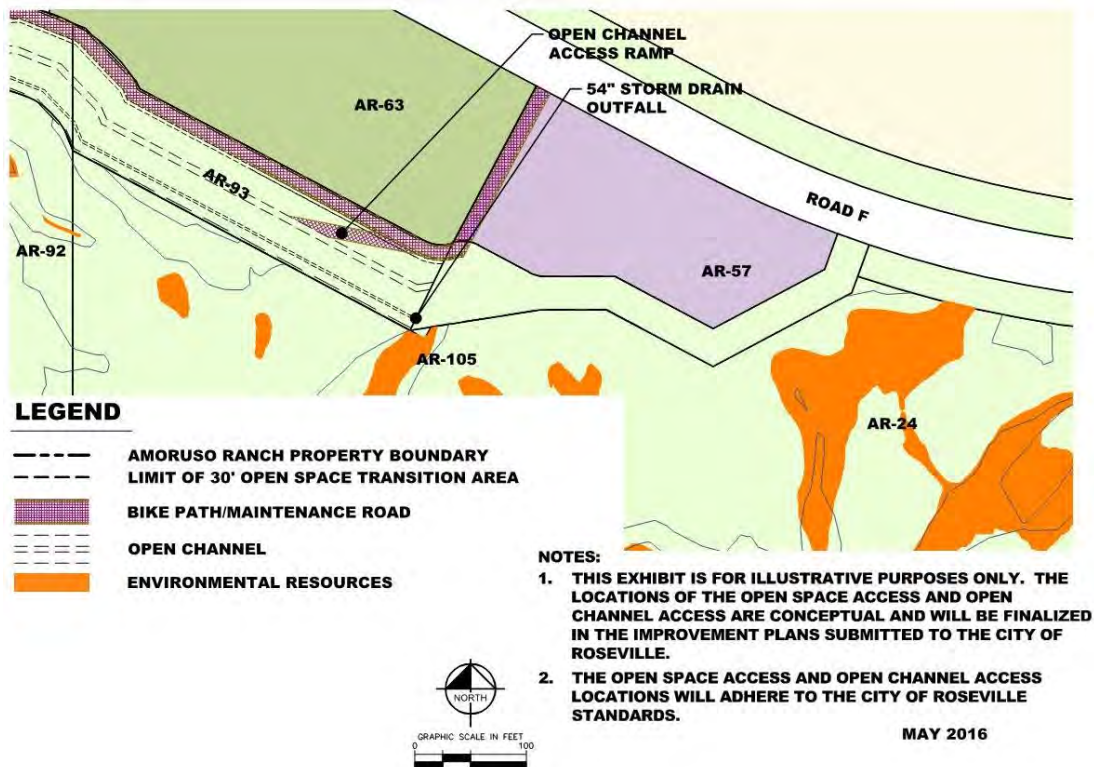 OPEN CHANNEL
ACCESS RAMP
54" STORM DRAIN
OUTFALL
AR-63
AR-93
ROAD F
AR-92
AR-57
AR-105
AR-24
LEGEND
AMORUSO RANCH PROPERTY BOUNDARY
LIMIT OF 30' OPEN SPACE TRANSITION AREA
BIKE PATH/MAINTENANCE ROAD
OPEN CHANNEL
ENVIRONMENTAL RESOURCES
NOTES:
1. THIS EXHIBIT IS FOR ILLUSTRATIVE PURPOSES ONLY. THE
LOCATIONS OF THE OPEN SPACE ACCESS AND OPEN
CHANNEL ACCESS ARE CONCEPTUAL AND WILL BE FINALIZED
IN THE IMPROVEMENT PLANS SUBMITTED TO THE CITY OF
ROSEVILLE.
2. THE OPEN SPACE ACCESS AND OPEN CHANNEL ACCESS
LOCATIONS WILL ADHERE TO THE CITY OF ROSEVILLE
STANDARDS.
NORTH
GRAPHIC SCALE IN FEET
0 100
MAY 2016